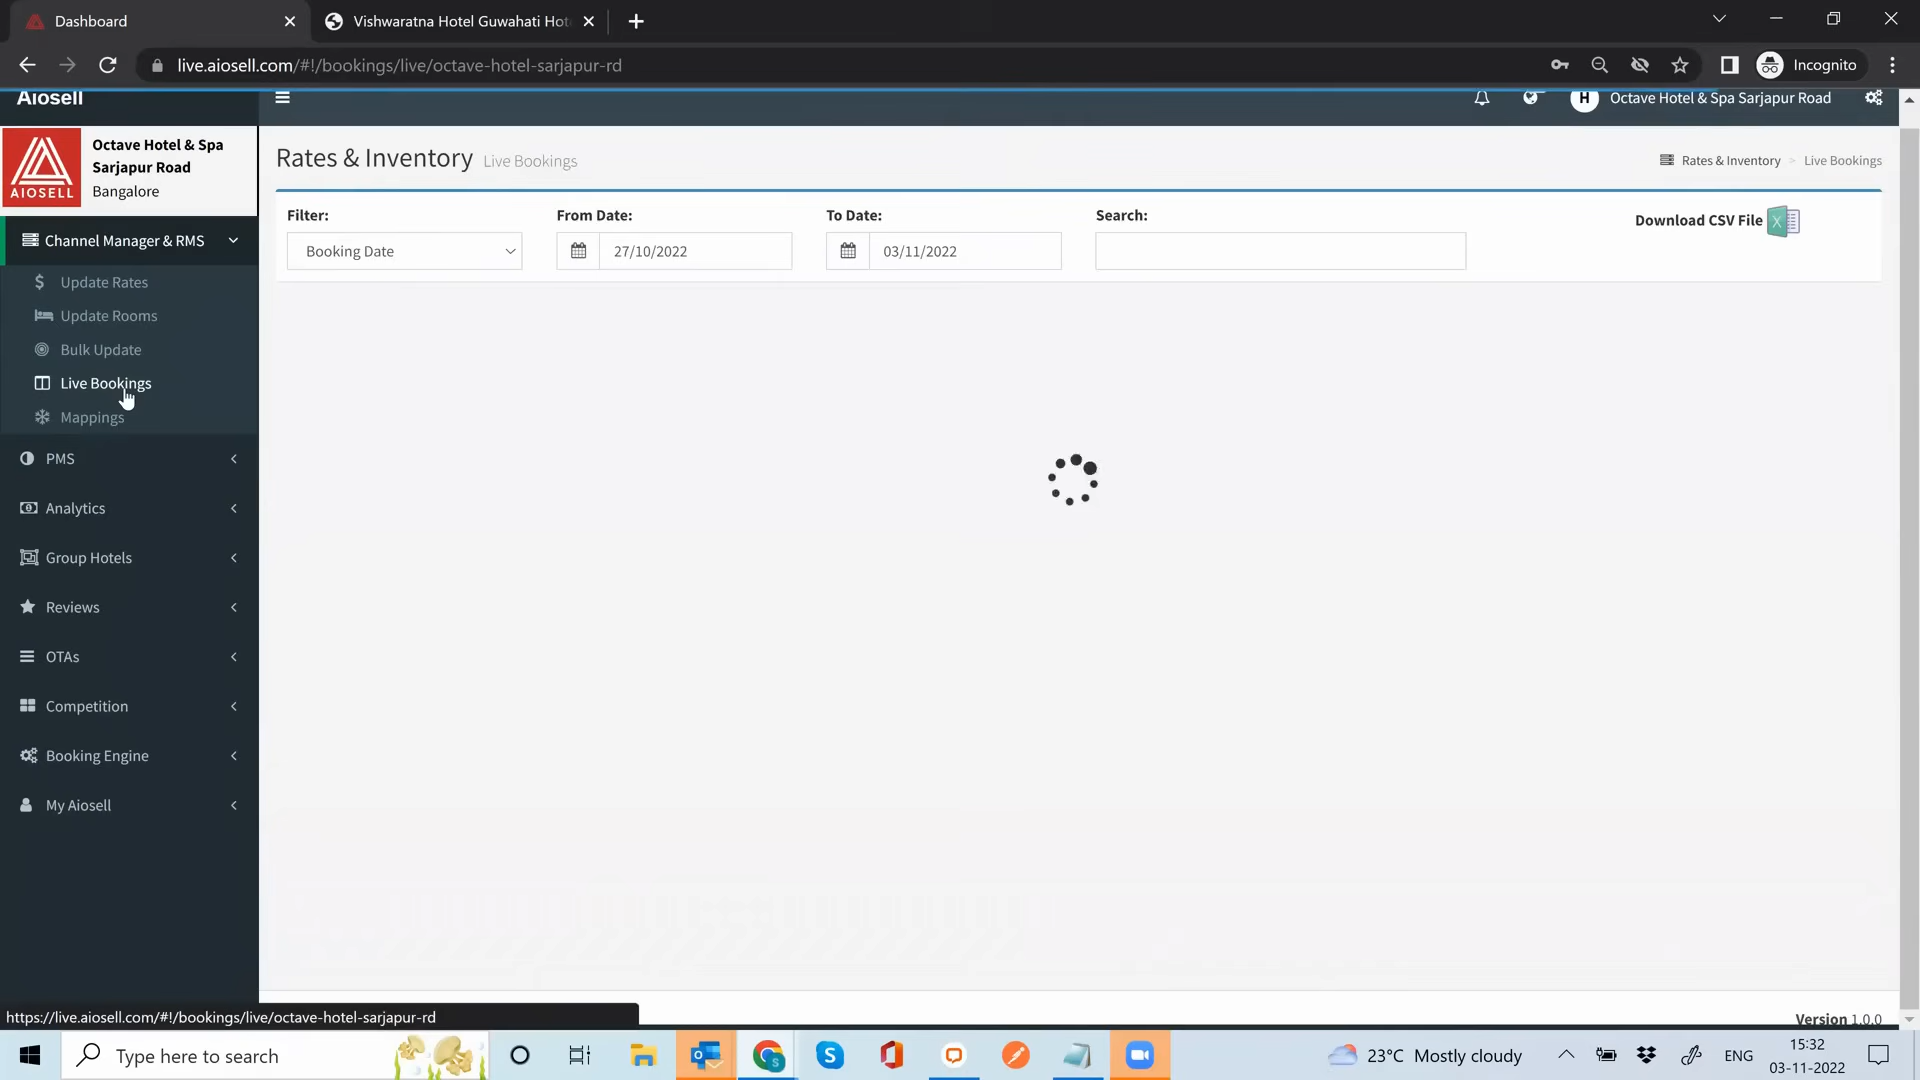 Dashboard
Vishwaratna Hotel Guwahati Hot
live.aiosell.com/#!/bookings/live/octave-hotel-sarjapur-rd
Incognito
Aiosell
H Octave Hotel & Spa Sarjapur Road
AIOSELL
Octave Hotel & Spa
Sarjapur Road
Bangalore
Channel Manager & RMS
Update Rates
Update Rooms
Bulk Update
Live Bookings
Mappings
PMS
Analytics
Group Hotels
Reviews
OTAs
Competition
Booking Engine
My Aiosell
Rates & Inventory Live Bookings
Rates & Inventory > Live Bookings
Filter:
Booking Date
From Date:
27/10/2022
To Date:
03/11/2022
Search:
Download CSV File
Version 1.0.0
https://live.aiosell.com/#!/bookings/live/octave-hotel-sarjapur-rd
Type here to search
23°C Mostly cloudy
ENG
15:32
03-11-2022